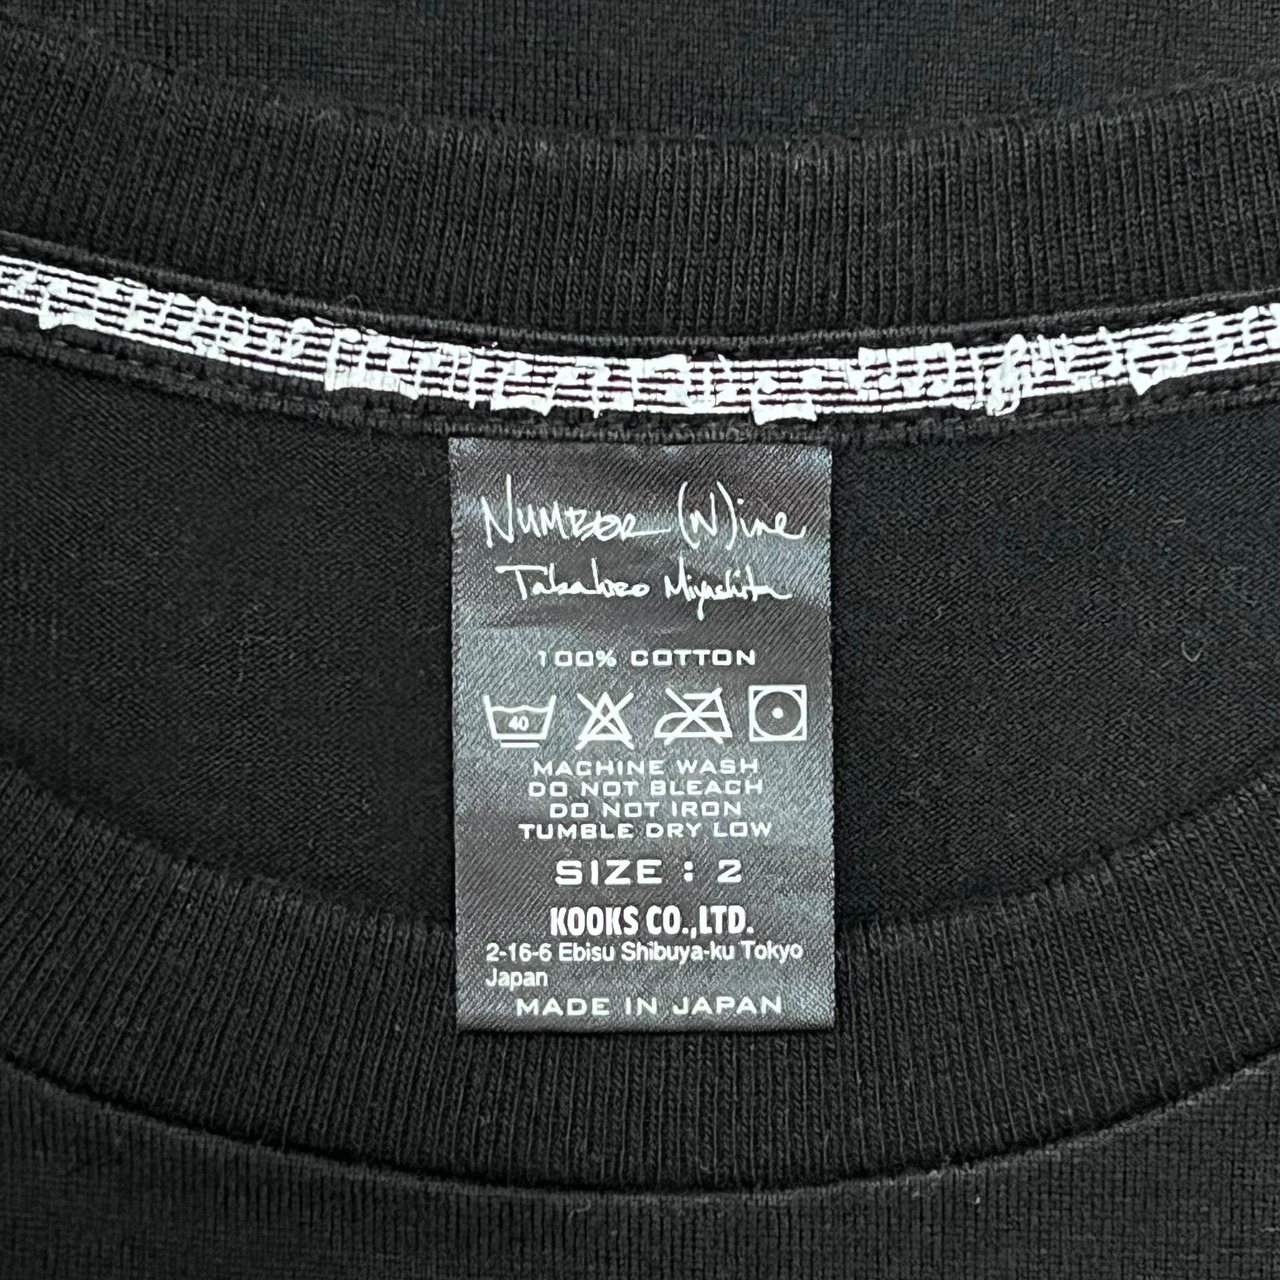 NUMBER (N)ine
Takahiro Miyashita
100% COTTON
40
MACHINE WASH
DO NOT BLEACH
DO NOT IRON
TUMBLE DRY LOW
SIZE : 2
KOOKS CO.,LTD.
2-16-6 Ebisu Shibuya-ku Tokyo
Japan
MADE IN JAPAN